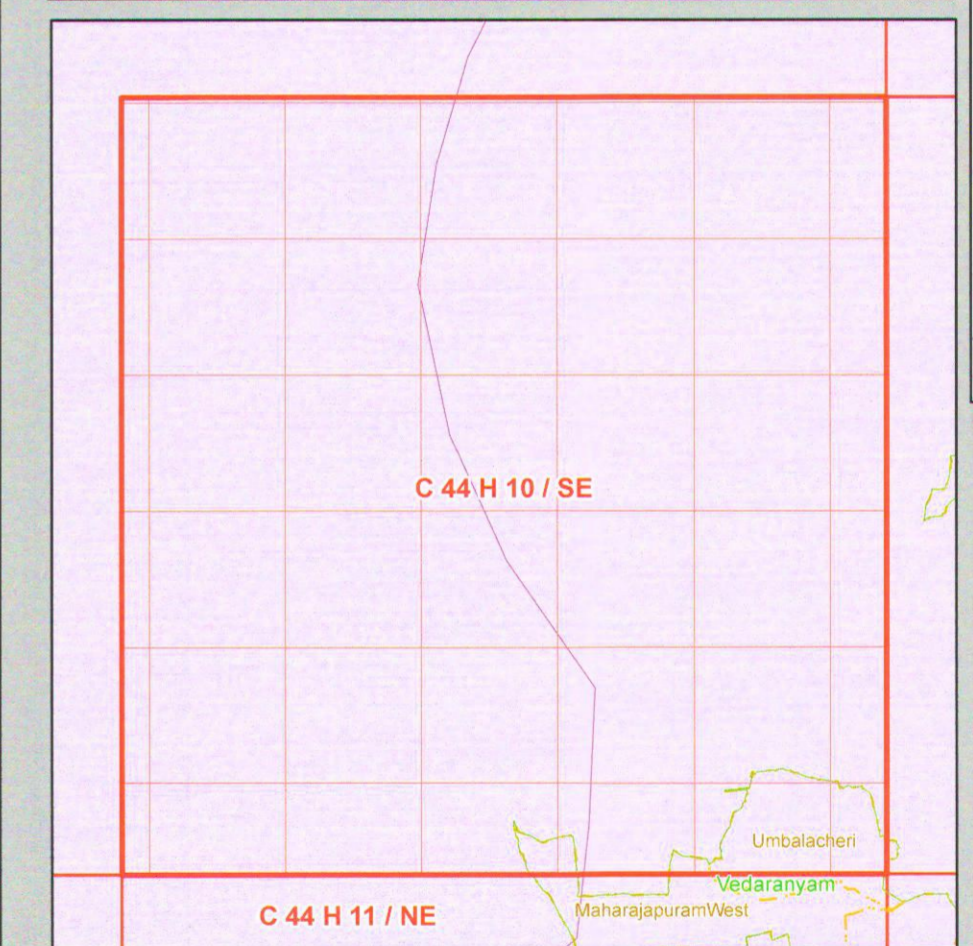 C 44 H 10 / SE
Umbalacheri
Vedaranyam
MaharajapuramWest
C 44 H 11 / NE